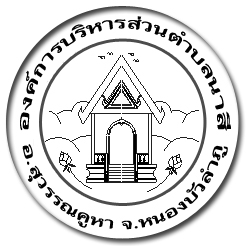 องค์การบริหารส่วนตำบลนาสี
อ.สุวรรณคูหา จ.หนองบัวลำภู